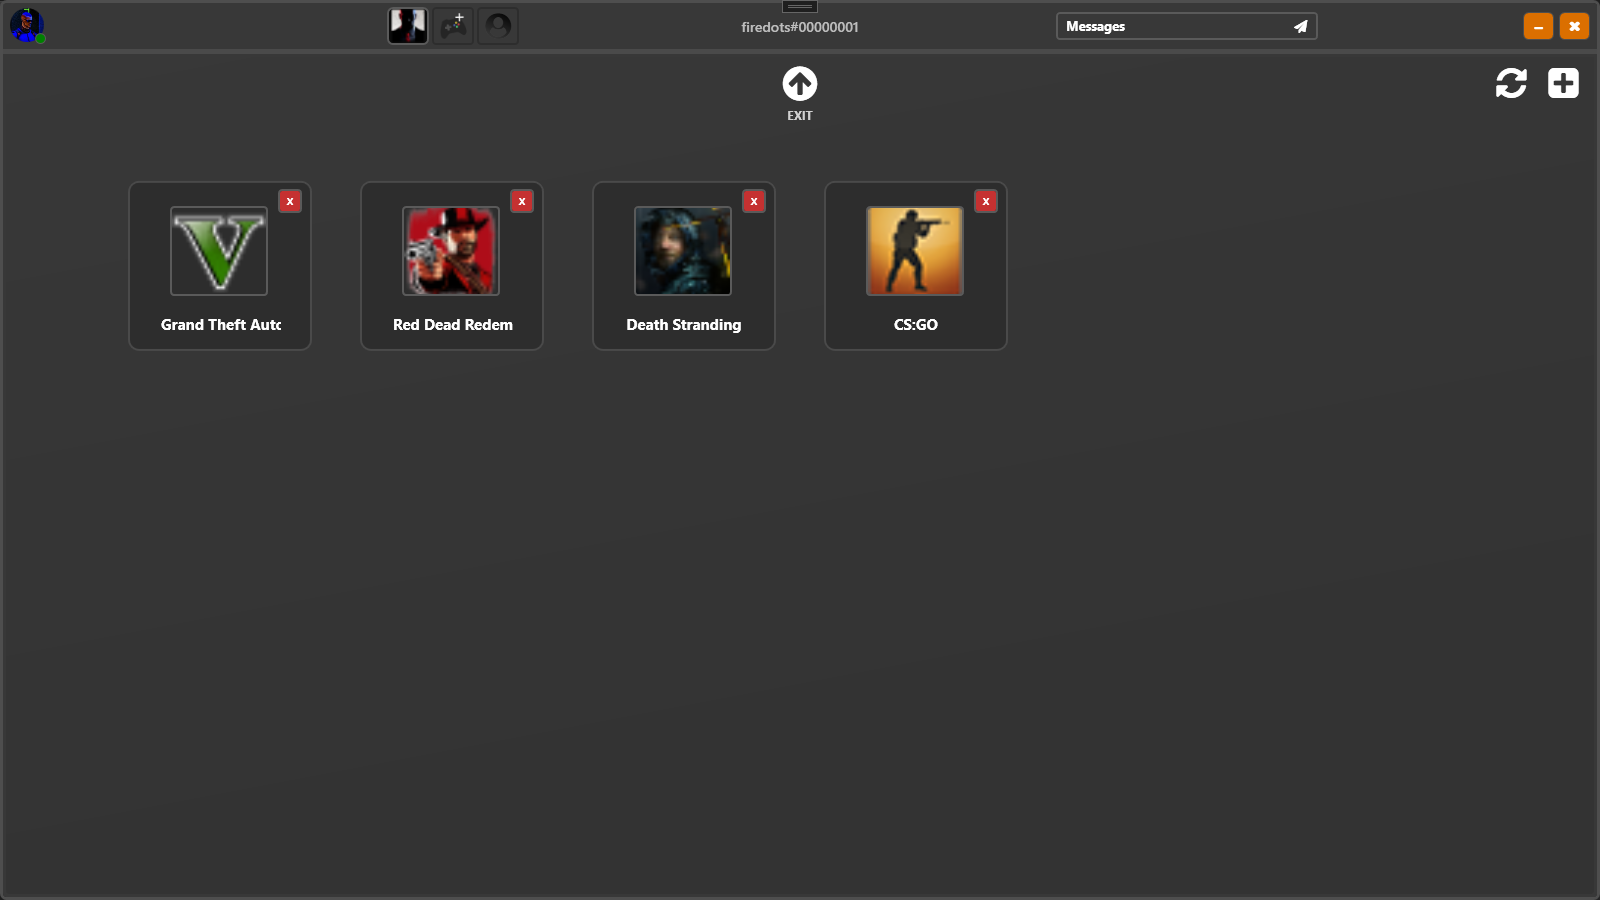 firedots#00000001
Messages
EXIT
x
x
x
x
Grand Theft Autc
Red Dead Redem
Death Stranding
CS:GO